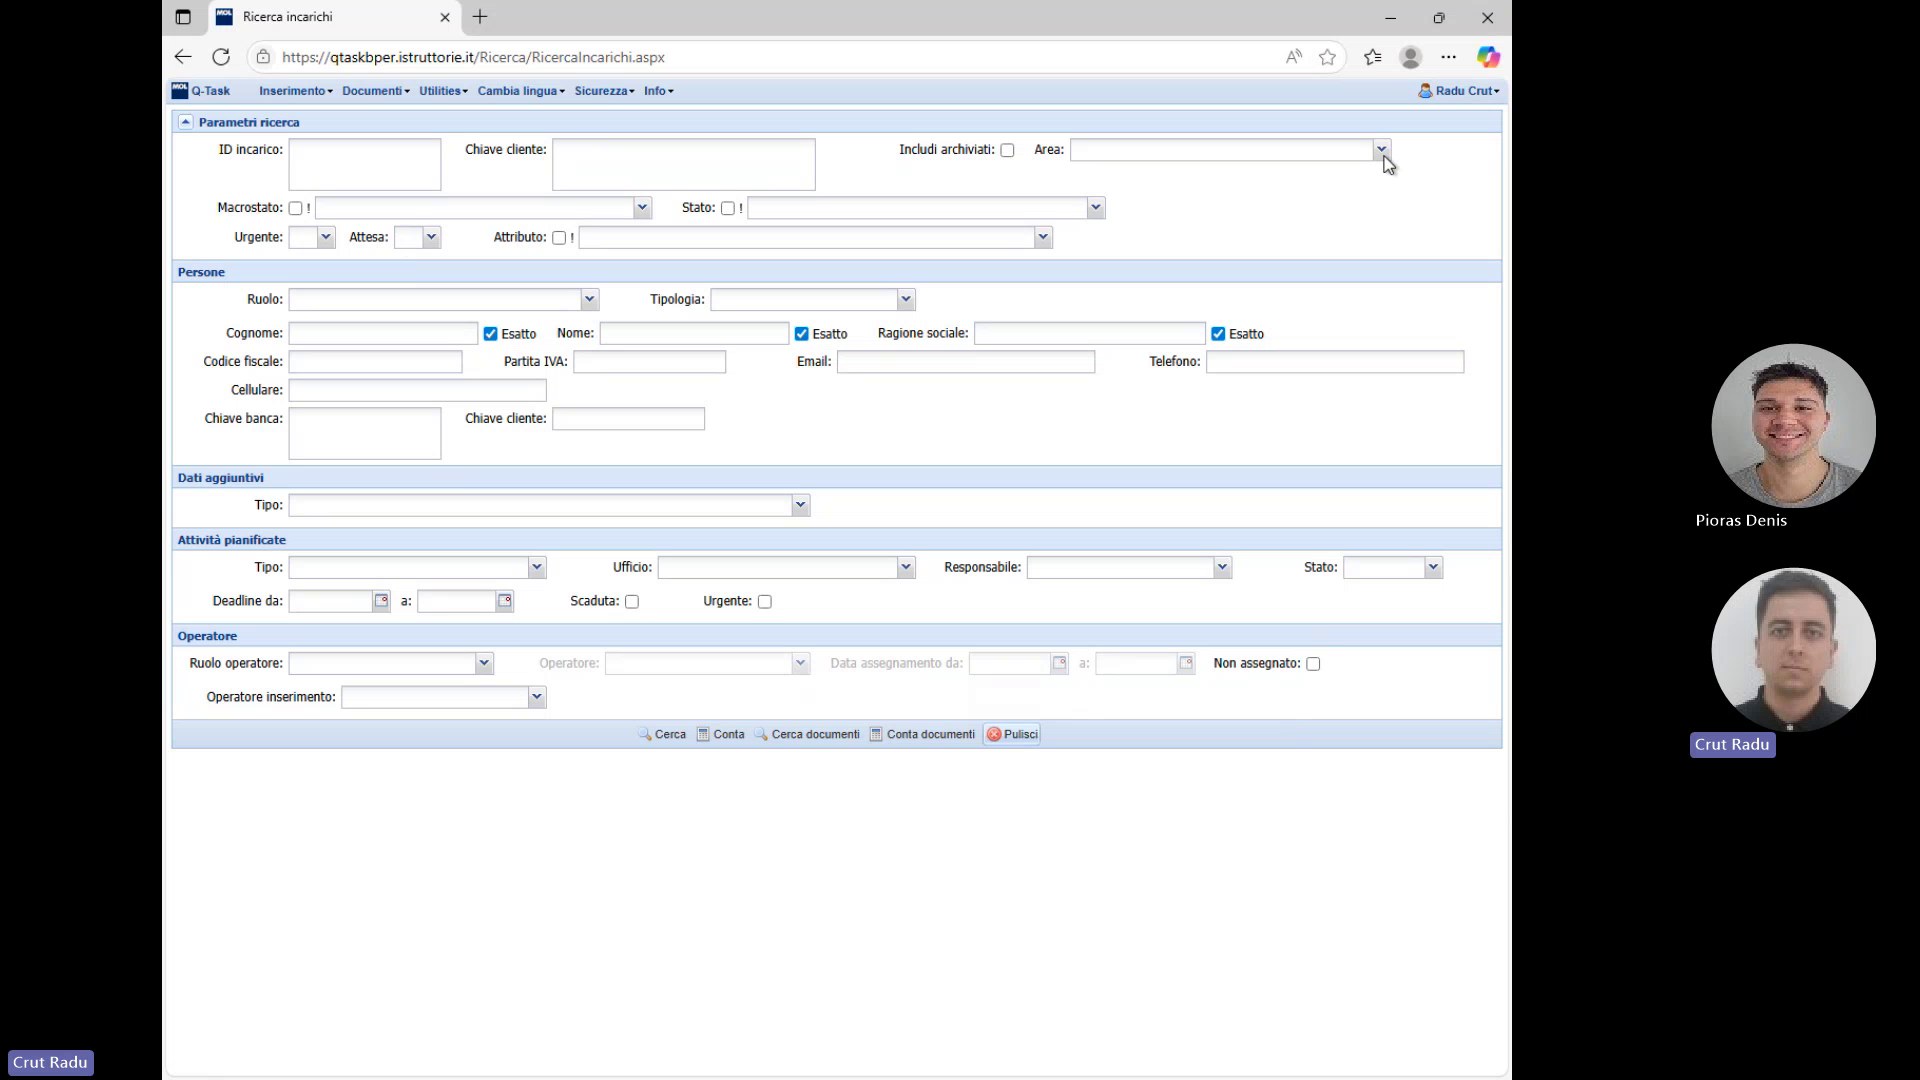 Ricerca incarichi
https://qtaskbper.istruttorie.it/Ricerca/RicercaIncarichi.aspx
MOL Q-Task Inserimento Documenti Utilities Cambia lingua Sicurezza Info Radu Crut
Parametri ricerca
ID incarico: Chiave cliente: Includi archiviati: Area:
Macrostato: ! Stato: !
Urgente: Attesa: Attributo: !
Persone
Ruolo: Tipologia:
Cognome: Esatto Nome: Esatto Ragione sociale: Esatto
Codice fiscale: Partita IVA: Email: Telefono:
Cellulare:
Chiave banca: Chiave cliente:
Dati aggiuntivi
Tipo:
Attività pianificate
Tipo: Ufficio: Responsabile: Stato:
Deadline da: a: Scaduta: Urgente:
Operatore
Ruolo operatore: Operatore: Data assegnamento da: a: Non assegnato:
Operatore inserimento:
Cerca Conta Cerca documenti Conta documenti Pulisci
Pioras Denis
Crut Radu
Crut Radu